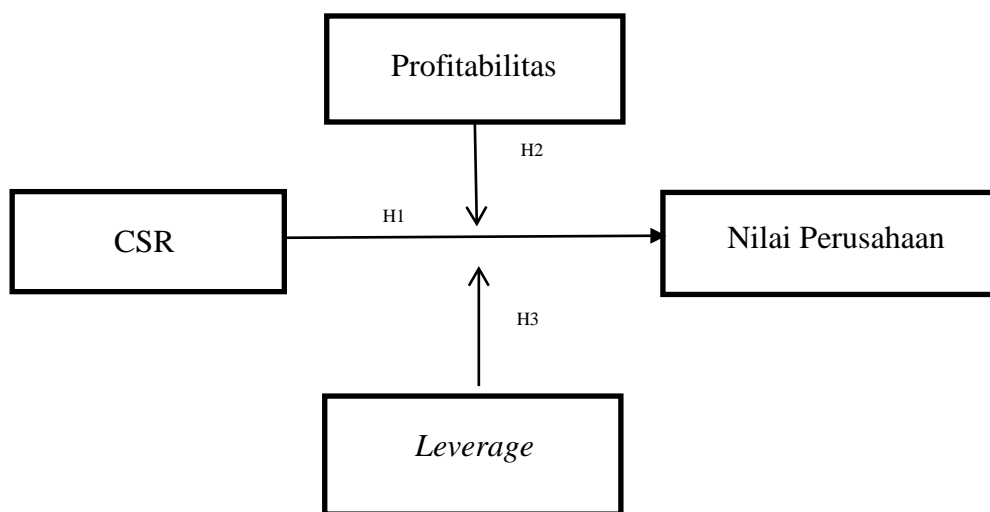 Profitabilitas
H2
H1
CSR
Nilai Perusahaan
H3
Leverage